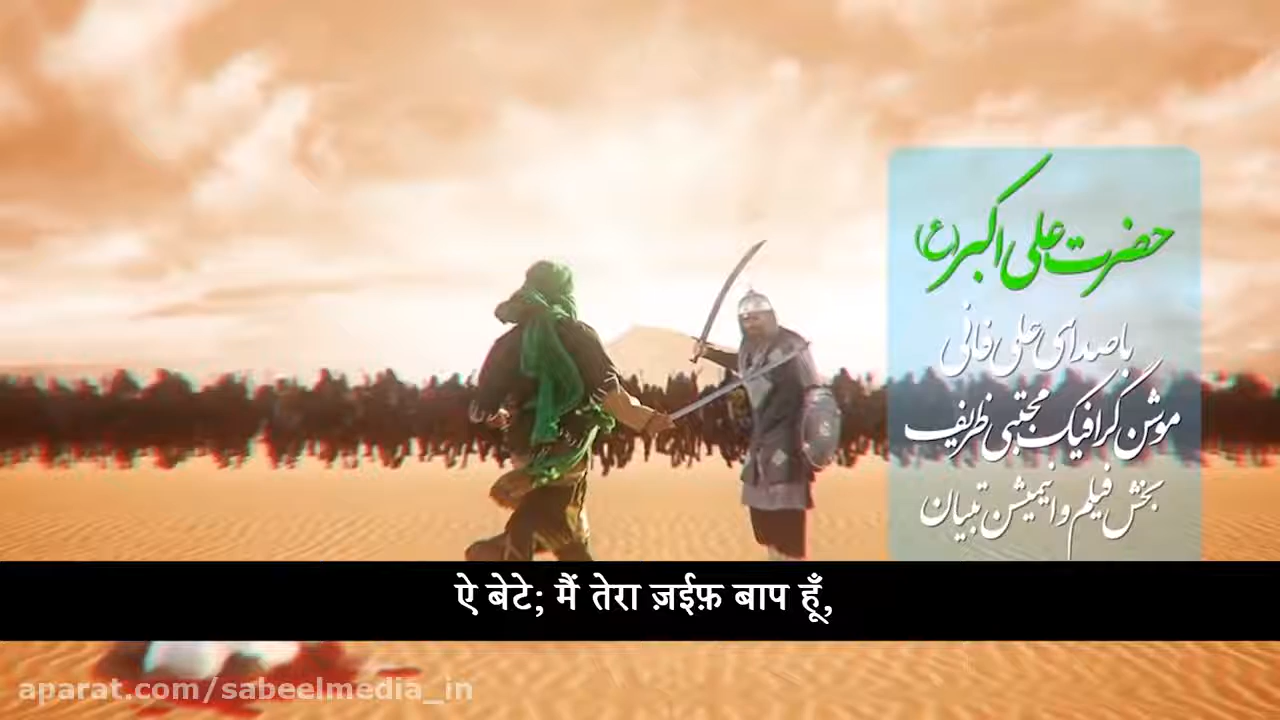 حضرت علی اکبر (ع)
با صدای علی فانی
موشن گرافیک مجتبی ظریف
بخش فیلم و انیمیشن تبیان
ऐ बेटे; मैं तेरा ज़ईफ़ बाप हूँ,
aparat.com/sabeelmedia_in